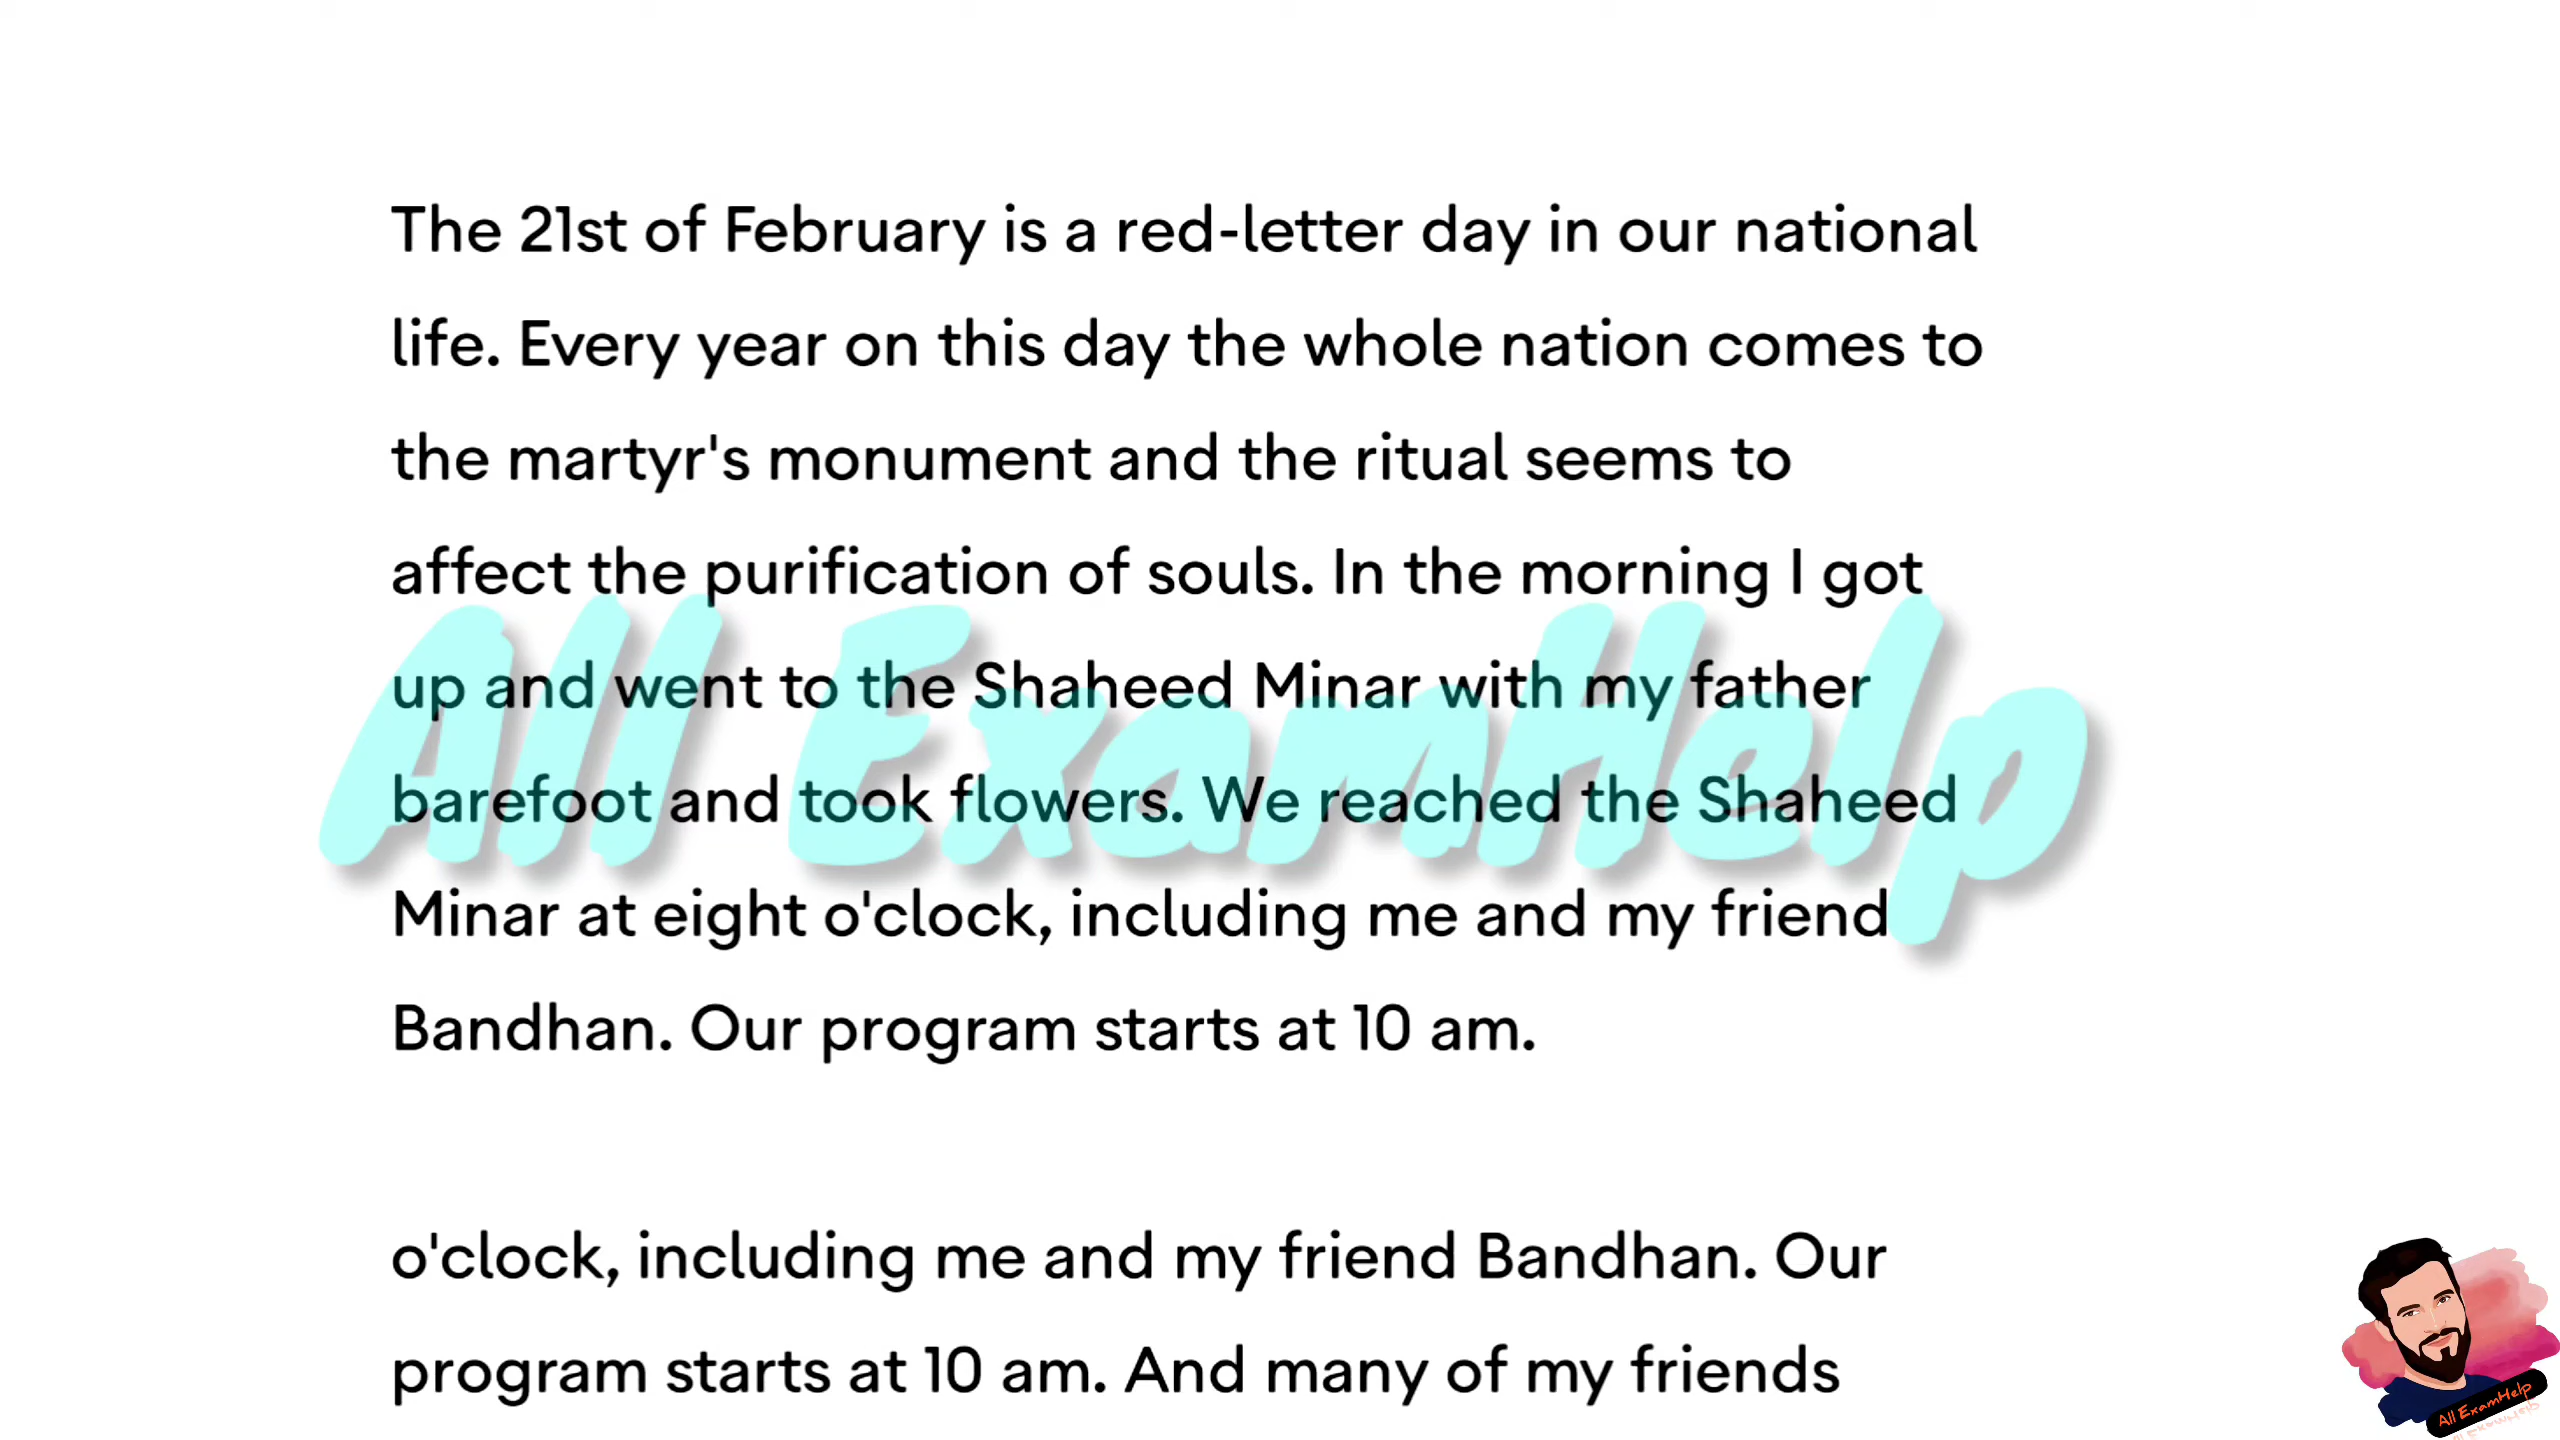 The 21st of February is a red-letter day in our national
life. Every year on this day the whole nation comes to
the martyr's monument and the ritual seems to
affect the purification of souls. In the morning I got
up and went to the Shaheed Minar with my father
barefoot and took flowers. We reached the Shaheed
Minar at eight o'clock, including me and my friend
Bandhan. Our program starts at 10 am.
All ExamHelp
o'clock, including me and my friend Bandhan. Our
program starts at 10 am. And many of my friends
All ExamHelp
All ExamHelp